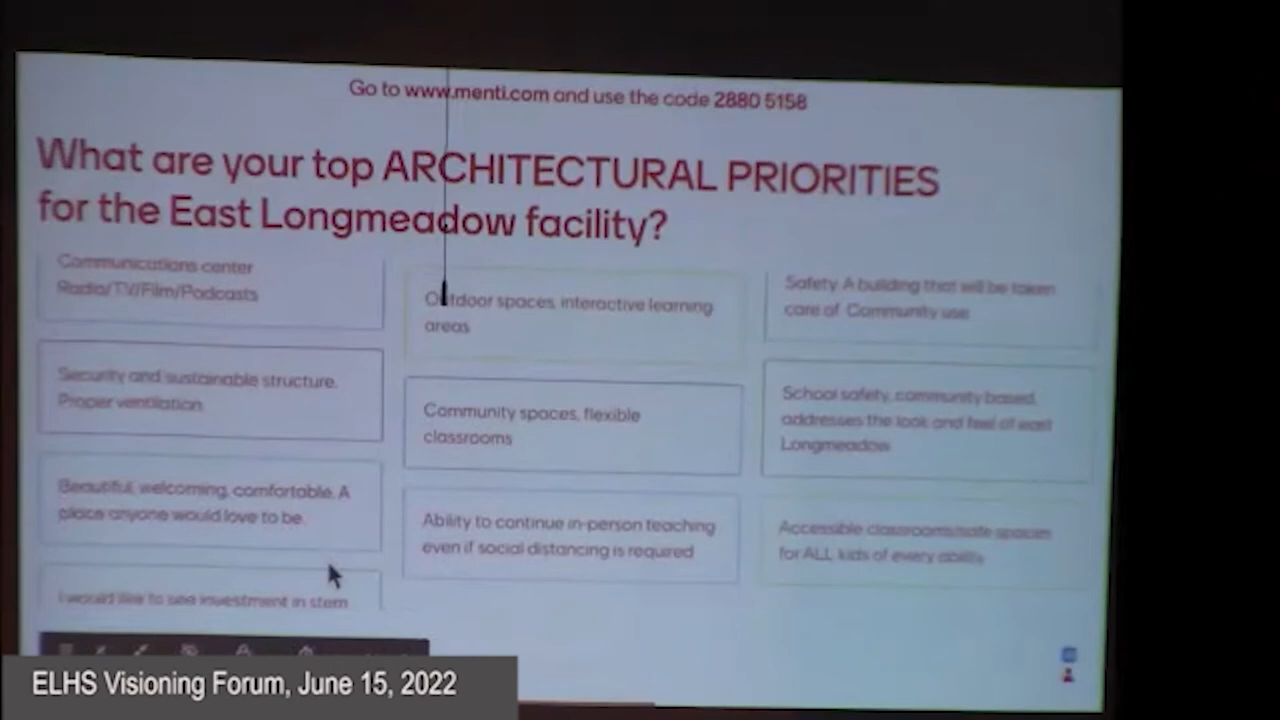 Go to www.menti.com and use the code 2880 5158
What are your top ARCHITECTURAL PRIORITIES
for the East Longmeadow facility?
Communications center
Radio/TV/Film/Podcasts
Security and sustainable structure.
Proper ventilation
Beautiful, welcoming, comfortable. A
place anyone would love to be.
I would like to see investment in stem
Outdoor spaces, interactive learning
areas
Community spaces, flexible
classrooms
Ability to continue in-person teaching
even if social distancing is required
Safety A building that will be taken
care of Community use
School safety, community based,
addresses the look and feel of east
Longmeadow
Accessible classrooms/safe spaces
for ALL kids of every ability
ELHS Visioning Forum, June 15, 2022